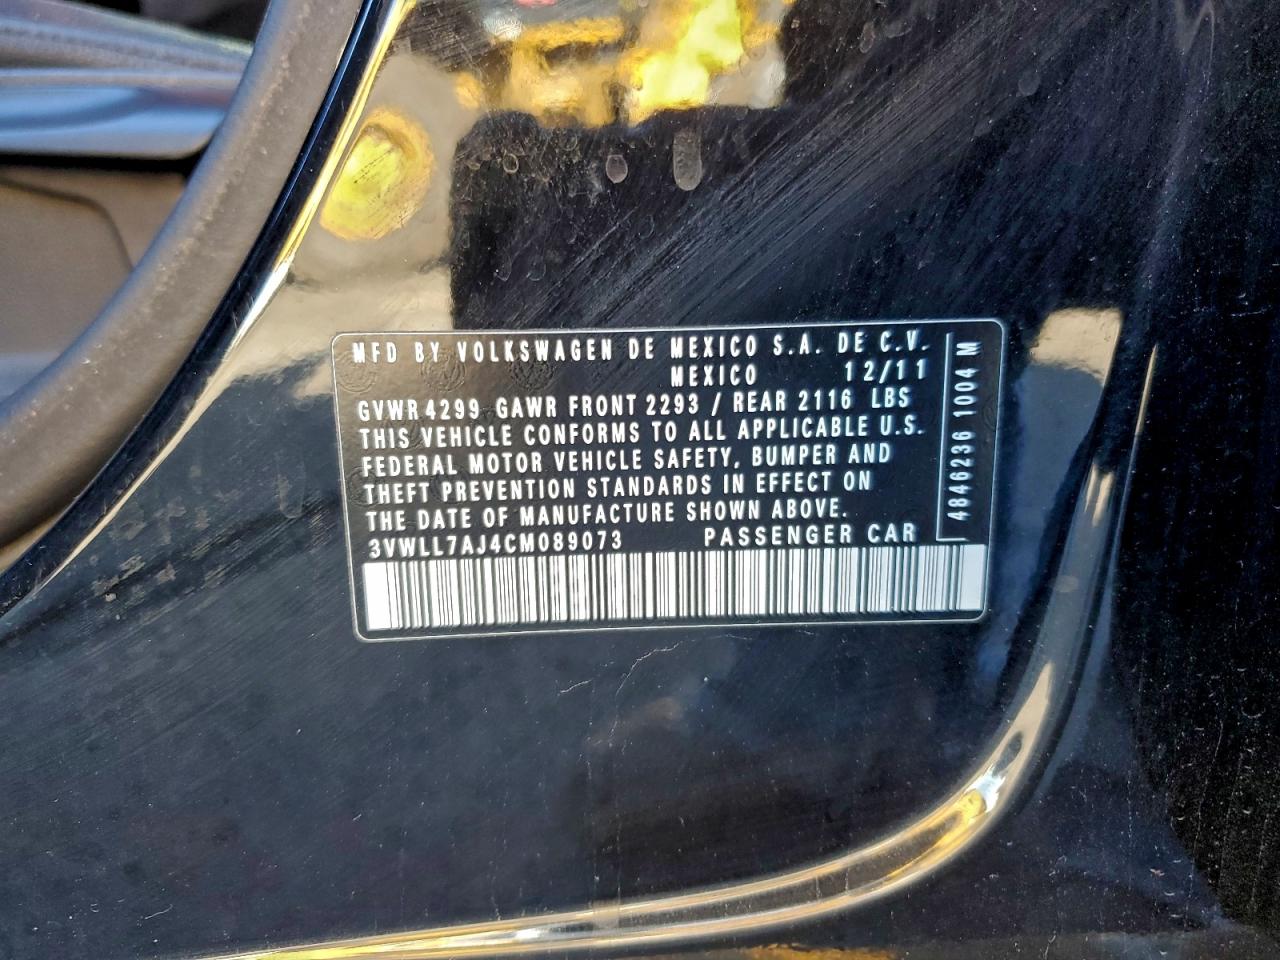 MFD BY VOLKSWAGEN DE MEXICO S.A. DE C.V.
MEXICO 12/11
GVWR 4299 GAWR FRONT 2293 / REAR 2116 LBS
THIS VEHICLE CONFORMS TO ALL APPLICABLE U.S.
FEDERAL MOTOR VEHICLE SAFETY, BUMPER AND
THEFT PREVENTION STANDARDS IN EFFECT ON
THE DATE OF MANUFACTURE SHOWN ABOVE.
3VWLL7AJ4CM089073 PASSENGER CAR
4846236 1004 M